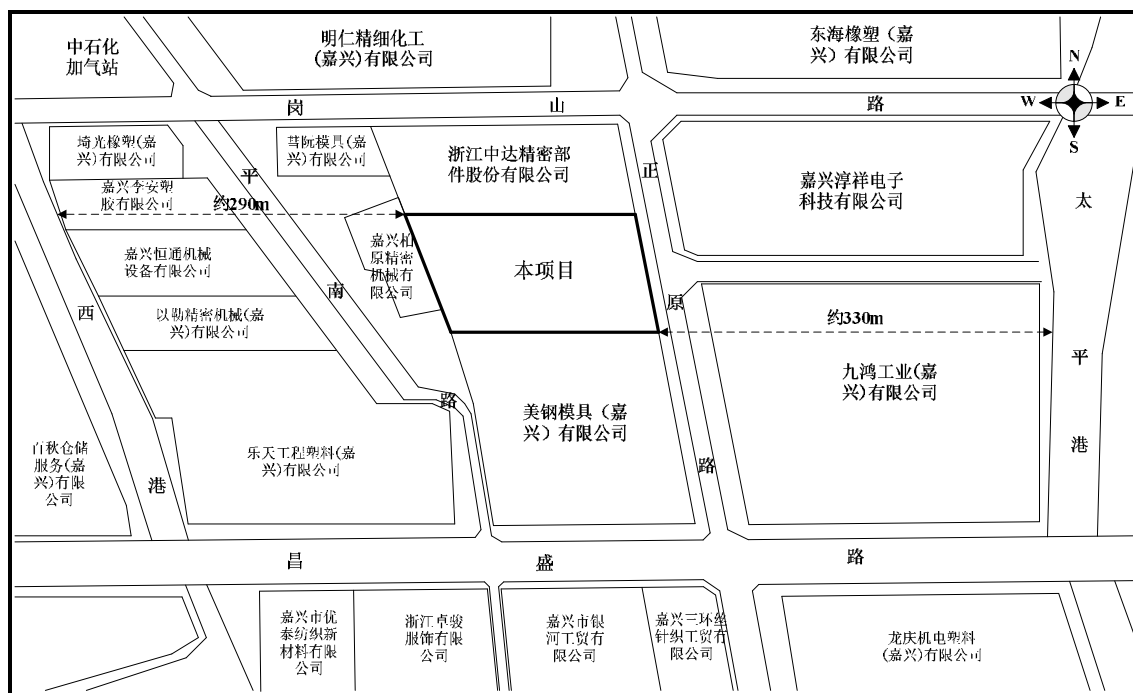 中石化
加气站
明仁精细化工
(嘉兴)有限公司
东海橡塑（嘉
兴）有限公司
N
W
E
S
岗
山
路
埼光橡塑(嘉
兴)有限公司
彗阮模具(嘉
兴)有限公司
浙江中达精密部
件股份有限公司
嘉兴淳祥电子
科技有限公司
嘉兴李安塑
胶有限公司
平
南
路
正
原
路
太
平
港
约290m
嘉兴恒通机械
设备有限公司
嘉兴柏
原精密
机械有
限公司
本项目
以勒精密机械(嘉
兴)有限公司
约330m
西
港
九鸿工业(嘉
兴)有限公司
美钢模具（嘉
兴）有限公司
百秋仓储
服务(嘉
兴)有限
公司
乐天工程塑料(嘉
兴)有限公司
昌
盛
路
嘉兴市优
泰纺织新
材料有限
公司
浙江卓骏
服饰有限
公司
嘉兴市银
河工贸有
限公司
嘉兴三环丝
针织工贸有
限公司
龙庆机电塑料
(嘉兴)有限公司